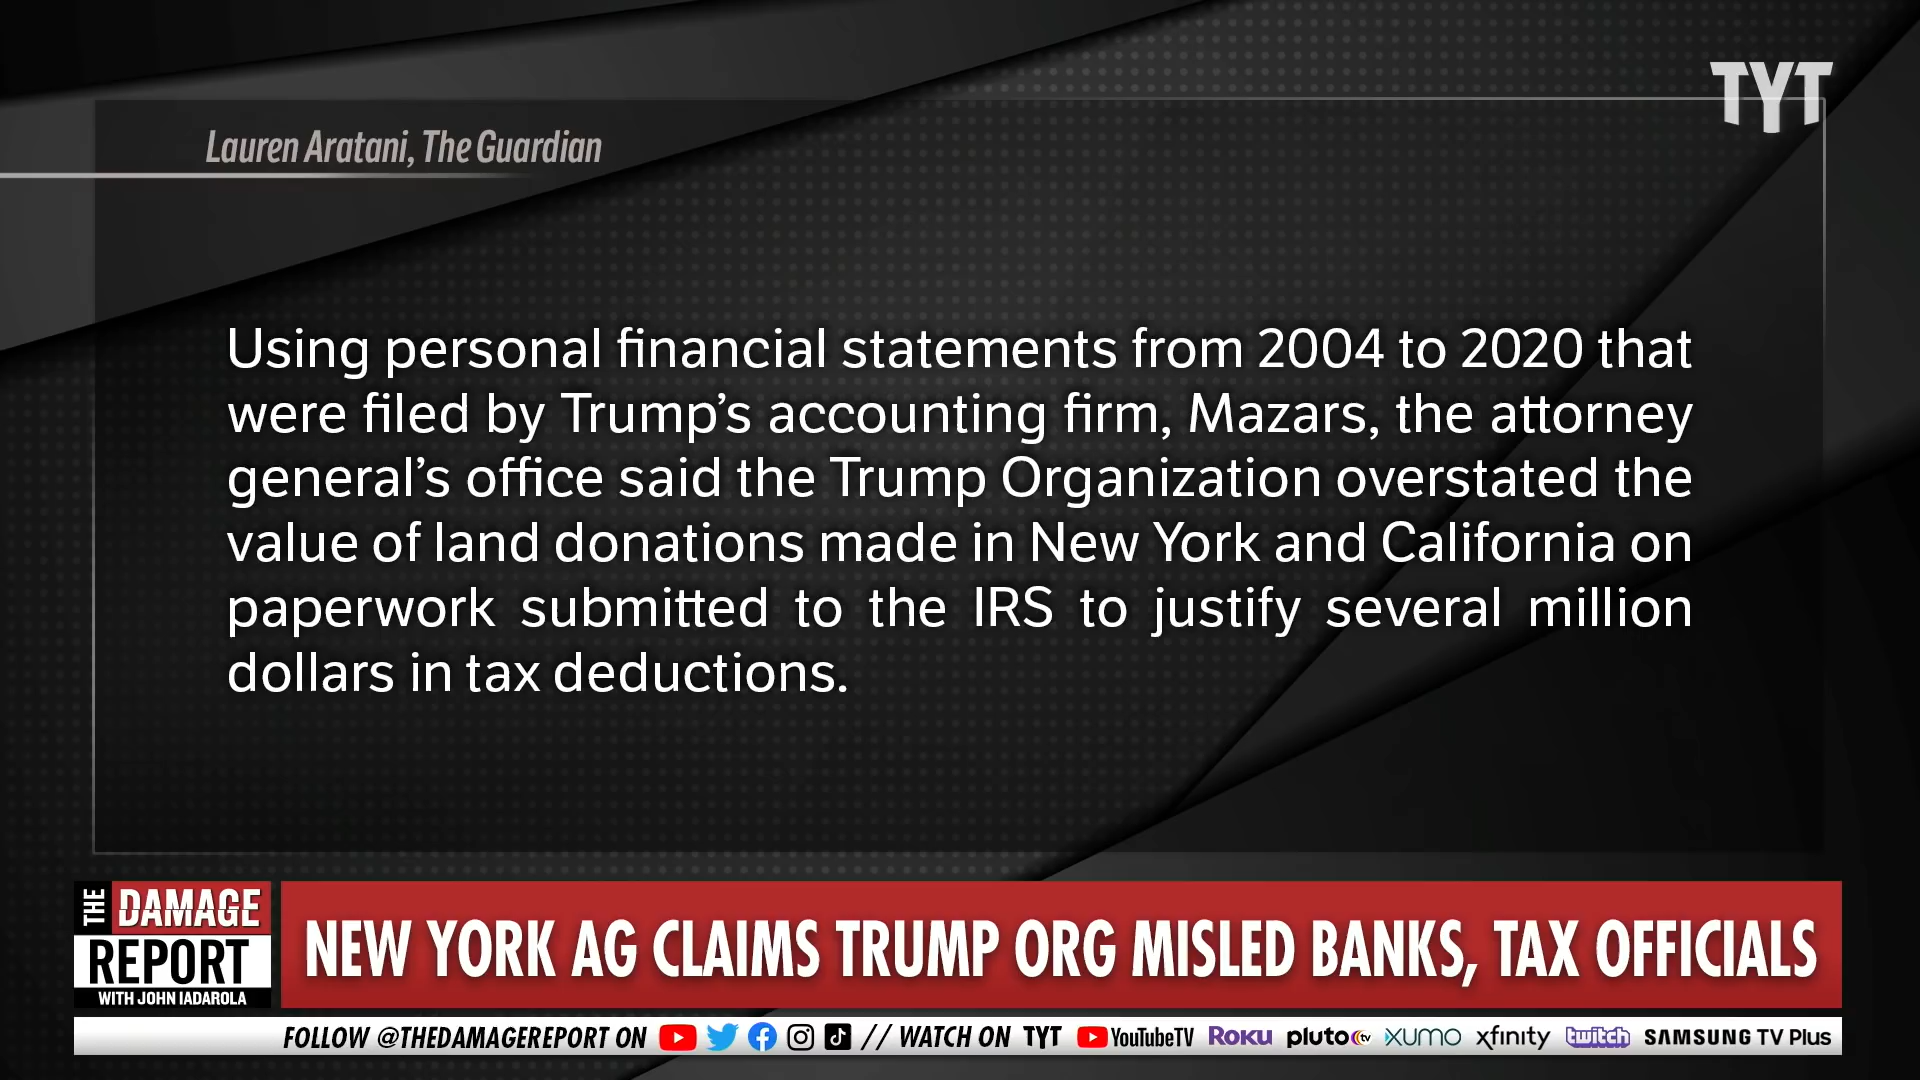 TYT
Lauren Aratani, The Guardian
Using personal financial statements from 2004 to 2020 that
were filed by Trump’s accounting firm, Mazars, the attorney
general’s office said the Trump Organization overstated the
value of land donations made in New York and California on
paperwork submitted to the IRS to justify several million
dollars in tax deductions.
THE DAMAGE
REPORT
WITH JOHN IADAROLA
NEW YORK AG CLAIMS TRUMP ORG MISLED BANKS, TAX OFFICIALS
FOLLOW @THEDAMAGEREPORT ON // WATCH ON TYT YouTubeTV ROKU pluto tv XUMO xfinity twitch SAMSUNG TV Plus